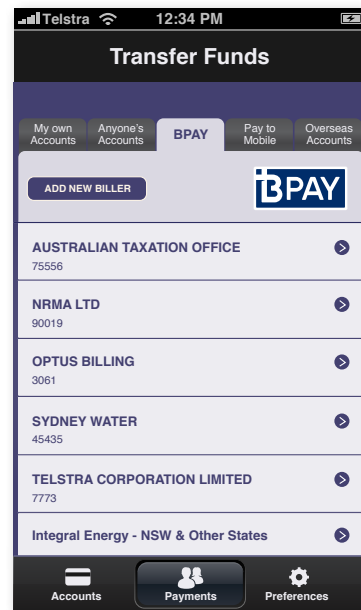 Telstra 12:34 PM
Transfer Funds
My own Accounts
Anyone's Accounts
BPAY
Pay to Mobile
Overseas Accounts
ADD NEW BILLER
BPAY
AUSTRALIAN TAXATION OFFICE
75556
NRMA LTD
90019
OPTUS BILLING
3061
SYDNEY WATER
45435
TELSTRA CORPORATION LIMITED
7773
Integral Energy - NSW & Other States
Accounts Payments Preferences